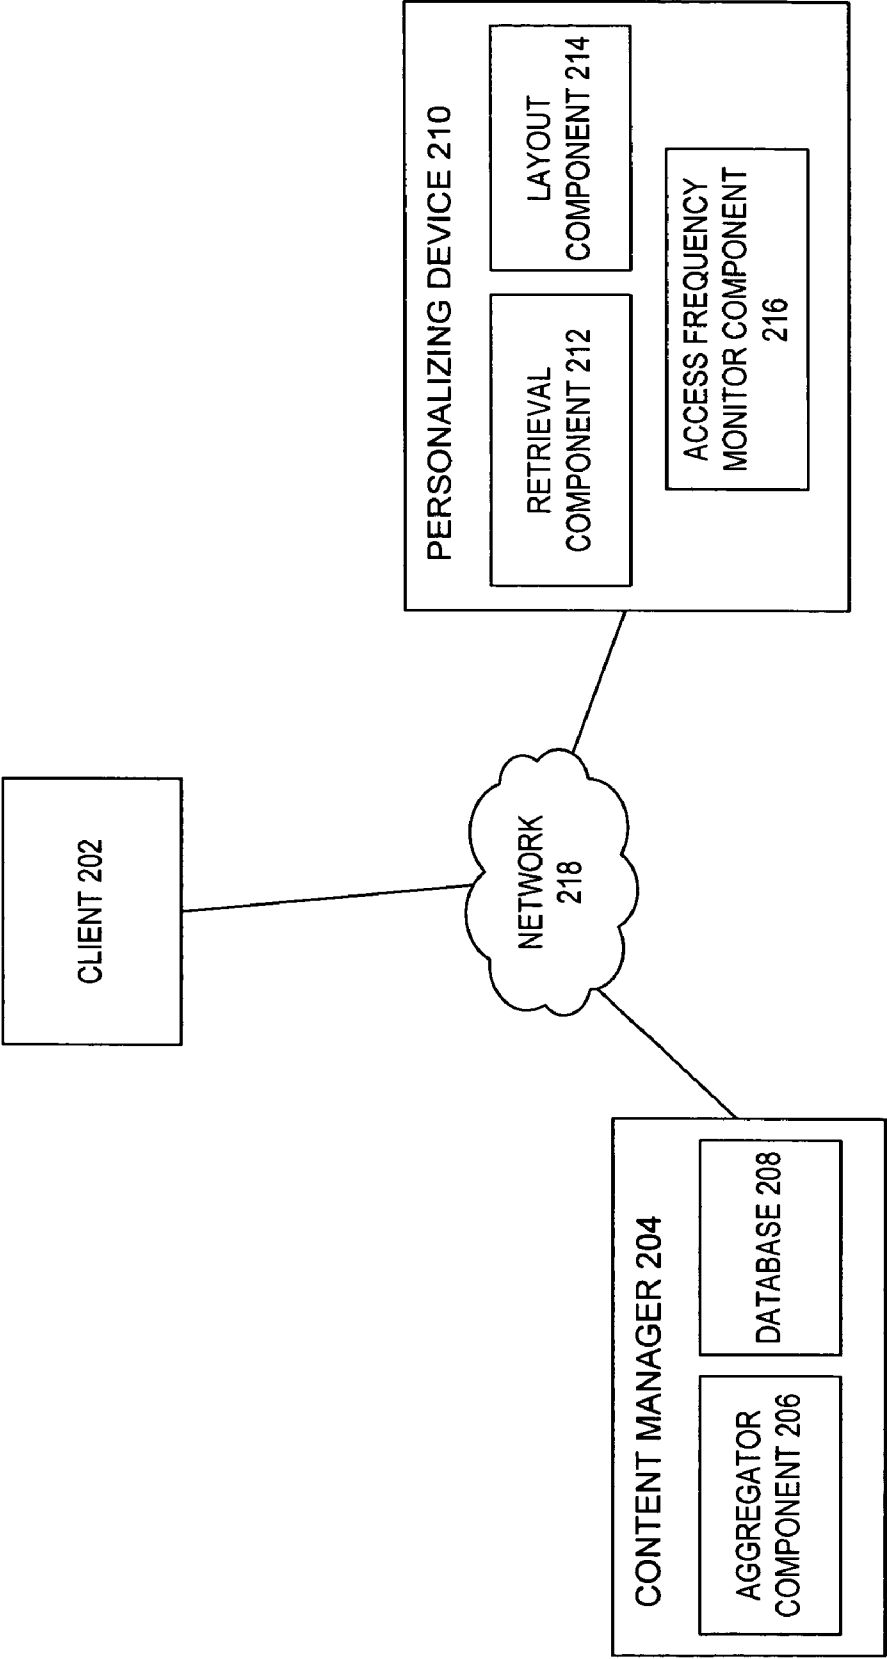 CLIENT 202
NETWORK
218
CONTENT MANAGER 204
AGGREGATOR
COMPONENT 206
DATABASE 208
PERSONALIZING DEVICE 210
RETRIEVAL
COMPONENT 212
LAYOUT
COMPONENT 214
ACCESS FREQUENCY
MONITOR COMPONENT
216